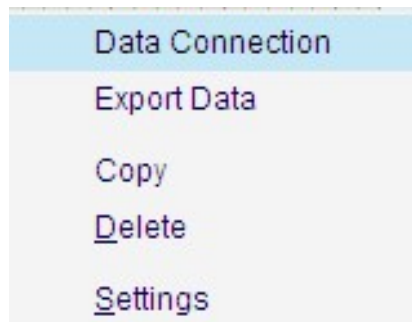 Data Connection
Export Data
Copy
Delete
Settings